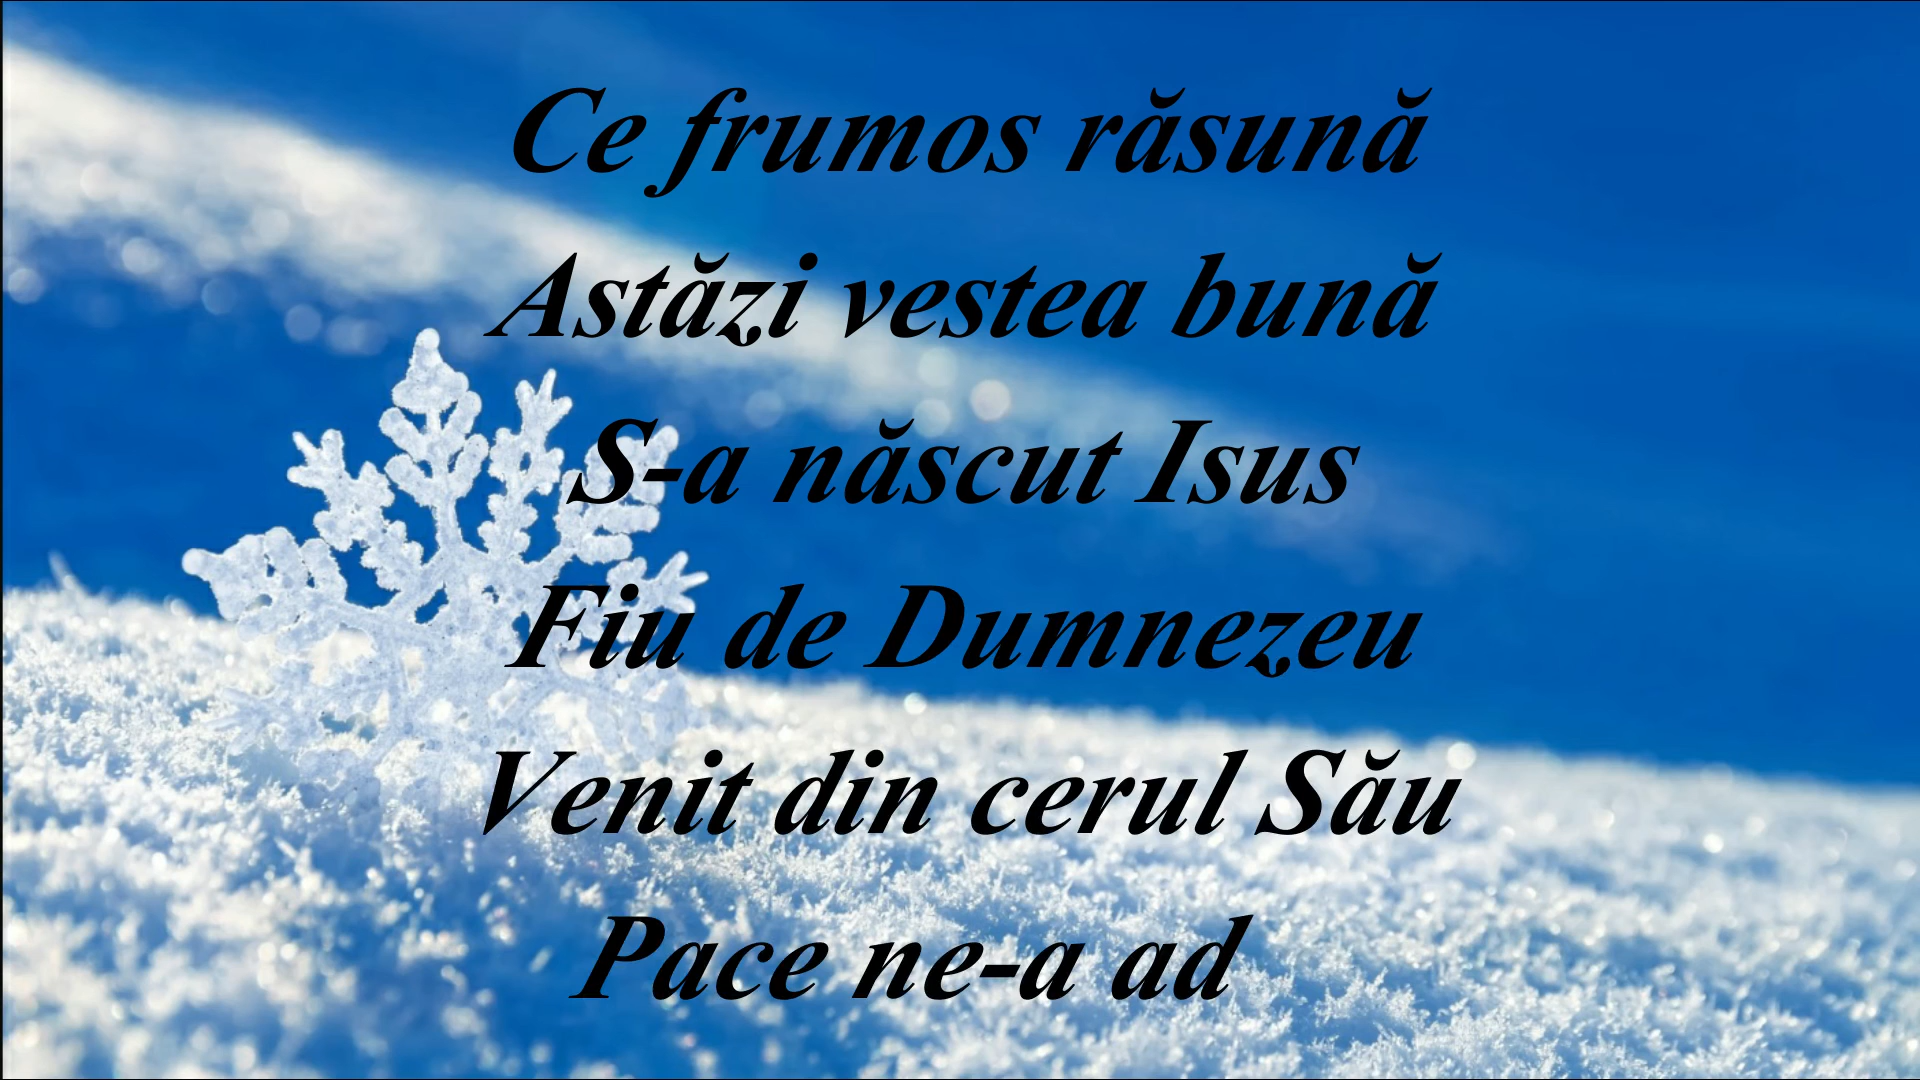 Ce frumos răsună
Astăzi vestea bună
S-a născut Isus
Fiu de Dumnezeu
Venit din cerul Său
Pace ne-a ad